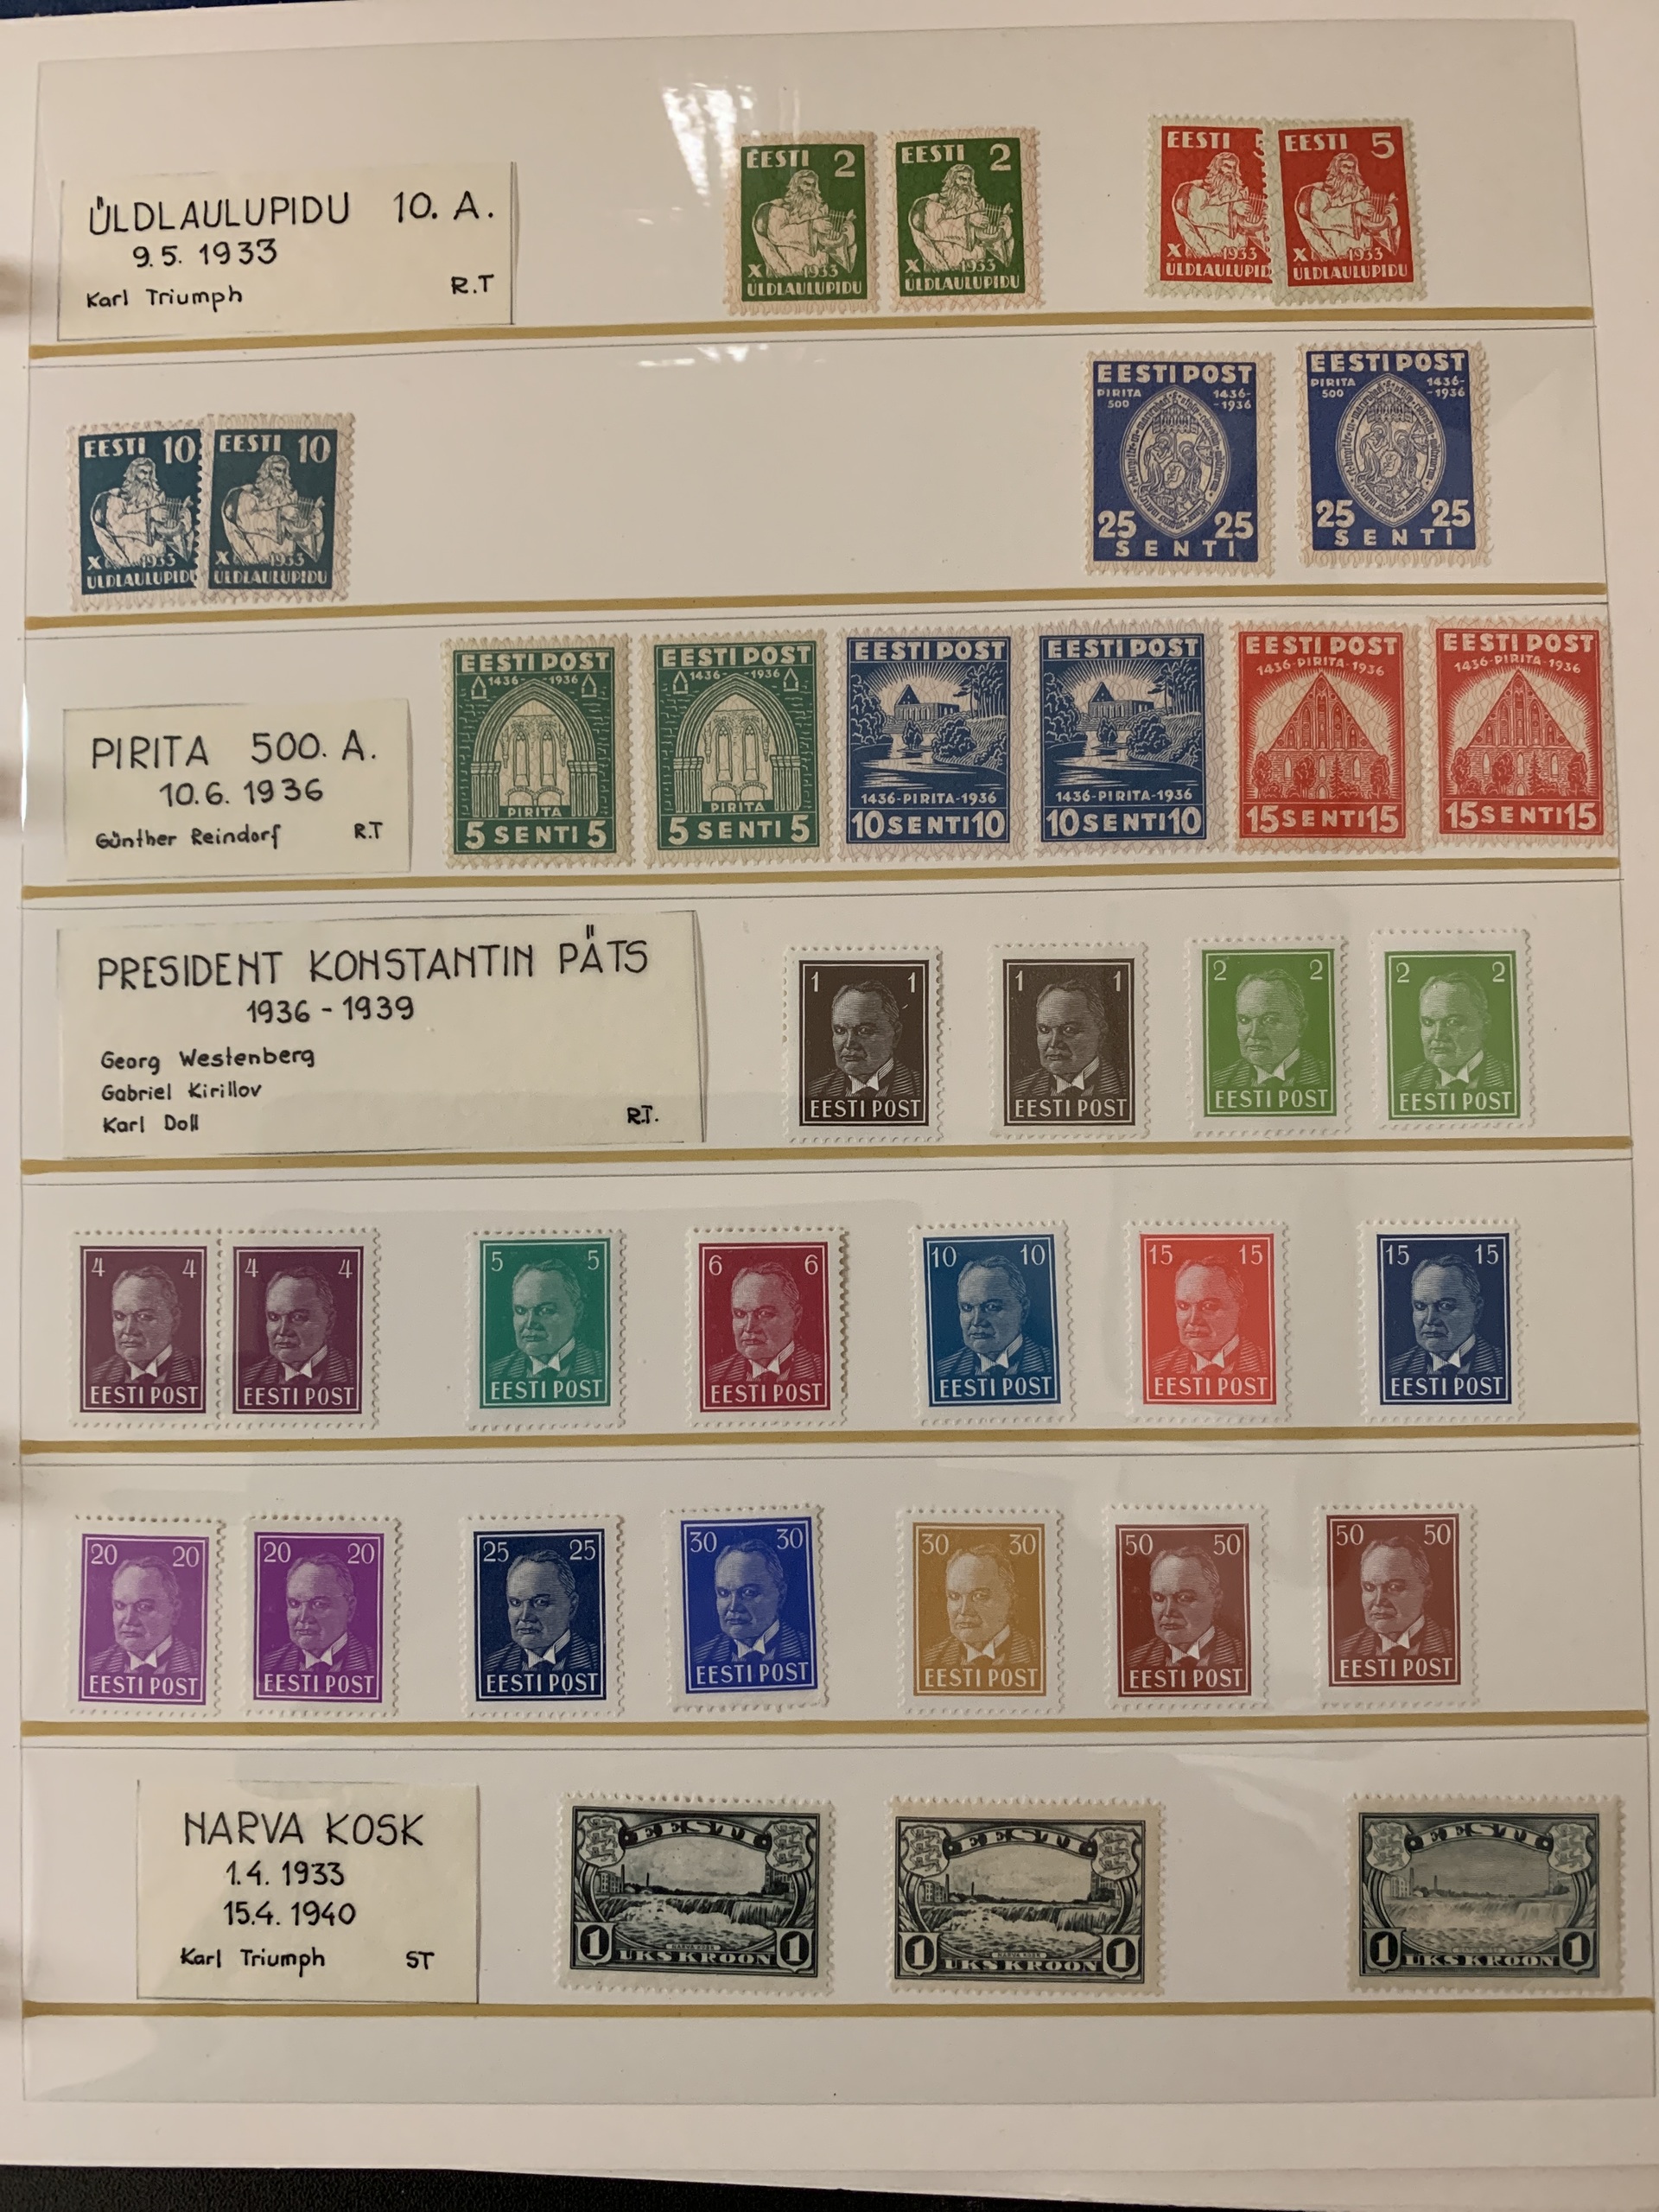 ÜLDLAULUPIDU 10. A.
9.5. 1933
Karl Triumph R.T
EESTI 2
X 1933
ÜLDLAULUPIDU
EESTI 2
X 1933
ÜLDLAULUPIDU
EESTI 5
X 1933
ÜLDLAULUPID
EESTI 5
X 1933
ÜLDLAULUPIDU
EESTI 10
X 1933
ÜLDLAULUPIDU
EESTI 10
X 1933
ÜLDLAULUPIDU
EESTI POST
PIRITA 1436-
500 -1936
25 25
SENTI
EESTI POST
PIRITA 1436-
500 -1936
25 25
SENTI
PIRITA 500. A.
10.6. 1936
Günther Reindorf R.T
EESTI POST
1436- -1936
PIRITA
5 SENTI 5
EESTI POST
1436- -1936
PIRITA
5 SENTI 5
EESTI POST
1436-PIRITA-1936
10 SENTI 10
EESTI POST
1436-PIRITA-1936
10 SENTI 10
EESTI POST
1436-PIRITA-1936
15 SENTI 15
EESTI POST
1436-PIRITA-1936
15 SENTI 15
PRESIDENT KONSTANTIN PÄTS
1936 - 1939
Georg Westenberg
Gabriel Kirillov
Karl Doll R.T.
1 1
EESTI POST
1 1
EESTI POST
2 2
EESTI POST
2 2
EESTI POST
4 4
EESTI POST
4 4
EESTI POST
5 5
EESTI POST
6 6
EESTI POST
10 10
EESTI POST
15 15
EESTI POST
15 15
EESTI POST
20 20
EESTI POST
20 20
EESTI POST
25 25
EESTI POST
30 30
EESTI POST
30 30
EESTI POST
50 50
EESTI POST
50 50
EESTI POST
NARVA KOSK
1.4. 1933
15.4. 1940
Karl Triumph ST
EESTI
NARVA KOSK
1 ÜKS KROON 1
EESTI
NARVA KOSK
1 ÜKS KROON 1
EESTI
1 ÜKS KROON 1